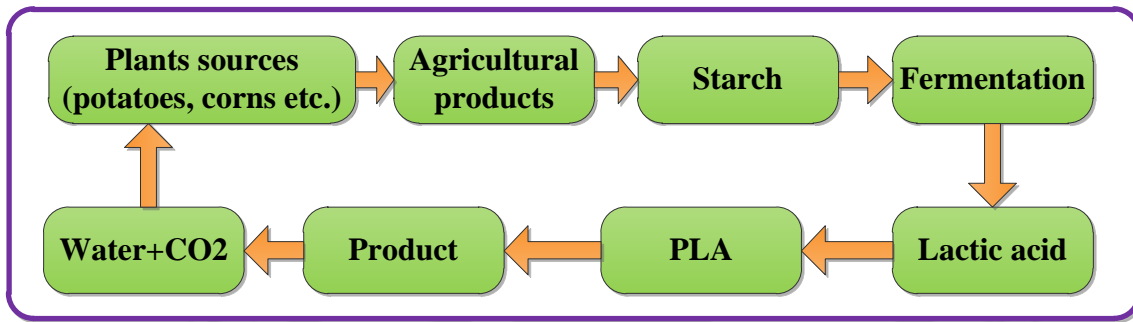 Plants sources
(potatoes, corns etc.)
Agricultural
products
Starch
Fermentation
Water+CO2
Product
PLA
Lactic acid